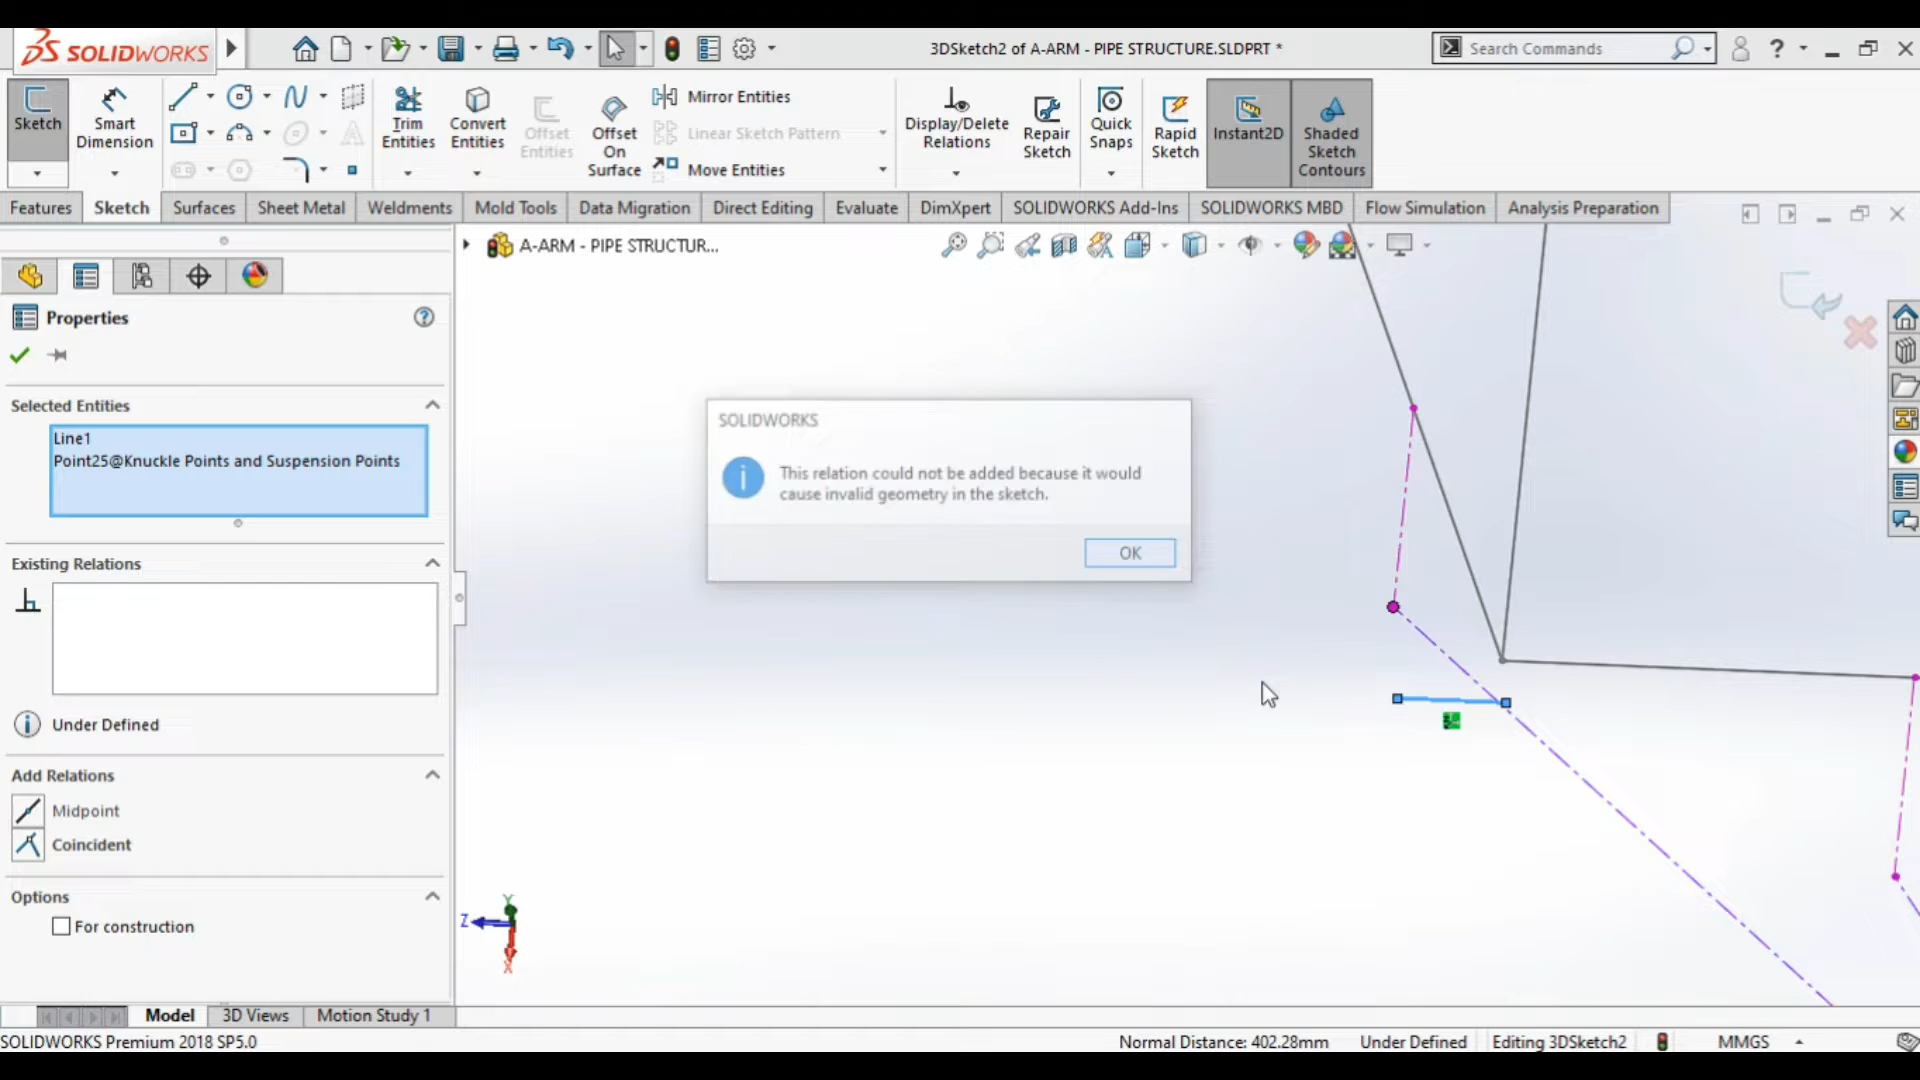 SOLIDWORKS
3DSketch2 of A-ARM - PIPE STRUCTURE.SLDPRT *
Search Commands
?
Sketch
Smart
Dimension
Trim
Entities
Convert
Entities
Offset
Entities
Offset
On
Surface
Mirror Entities
Linear Sketch Pattern
Move Entities
Display/Delete
Relations
Repair
Sketch
Quick
Snaps
Rapid
Sketch
Instant2D
Shaded
Sketch
Contours
Features
Sketch
Surfaces
Sheet Metal
Weldments
Mold Tools
Data Migration
Direct Editing
Evaluate
DimXpert
SOLIDWORKS Add-Ins
SOLIDWORKS MBD
Flow Simulation
Analysis Preparation
A-ARM - PIPE STRUCTUR...
Properties
?
Selected Entities
Line1
Point25@Knuckle Points and Suspension Points
Existing Relations
Under Defined
Add Relations
Midpoint
Coincident
Options
For construction
SOLIDWORKS
This relation could not be added because it would
cause invalid geometry in the sketch.
OK
Y
Z
X
Model
3D Views
Motion Study 1
SOLIDWORKS Premium 2018 SP5.0
Normal Distance: 402.28mm
Under Defined
Editing 3DSketch2
MMGS